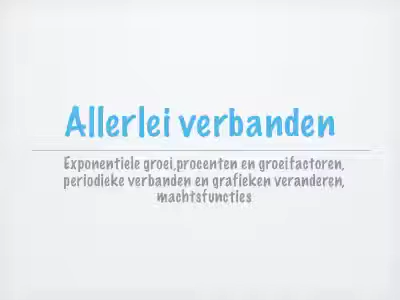 Allerlei verbanden
Exponentiele groei,procenten en groeifactoren,
periodieke verbanden en grafieken veranderen,
machtsfuncties